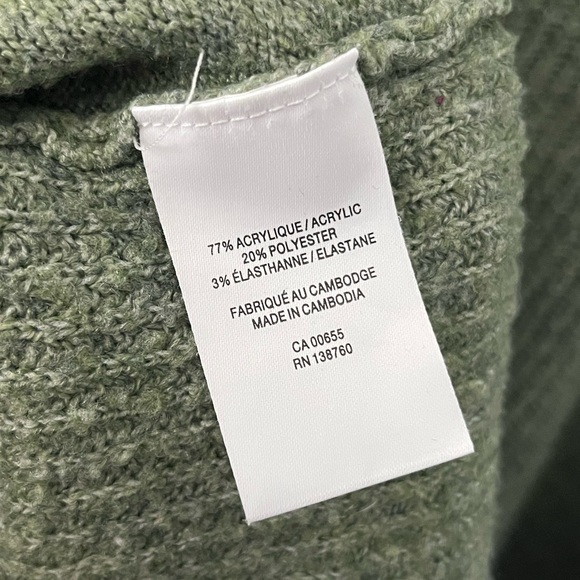 77% ACRYLIQUE / ACRYLIC
20% POLYESTER
3% ÉLASTHANNE / ELASTANE
FABRIQUÉ AU CAMBODGE
MADE IN CAMBODIA
CA 00655
RN 138760